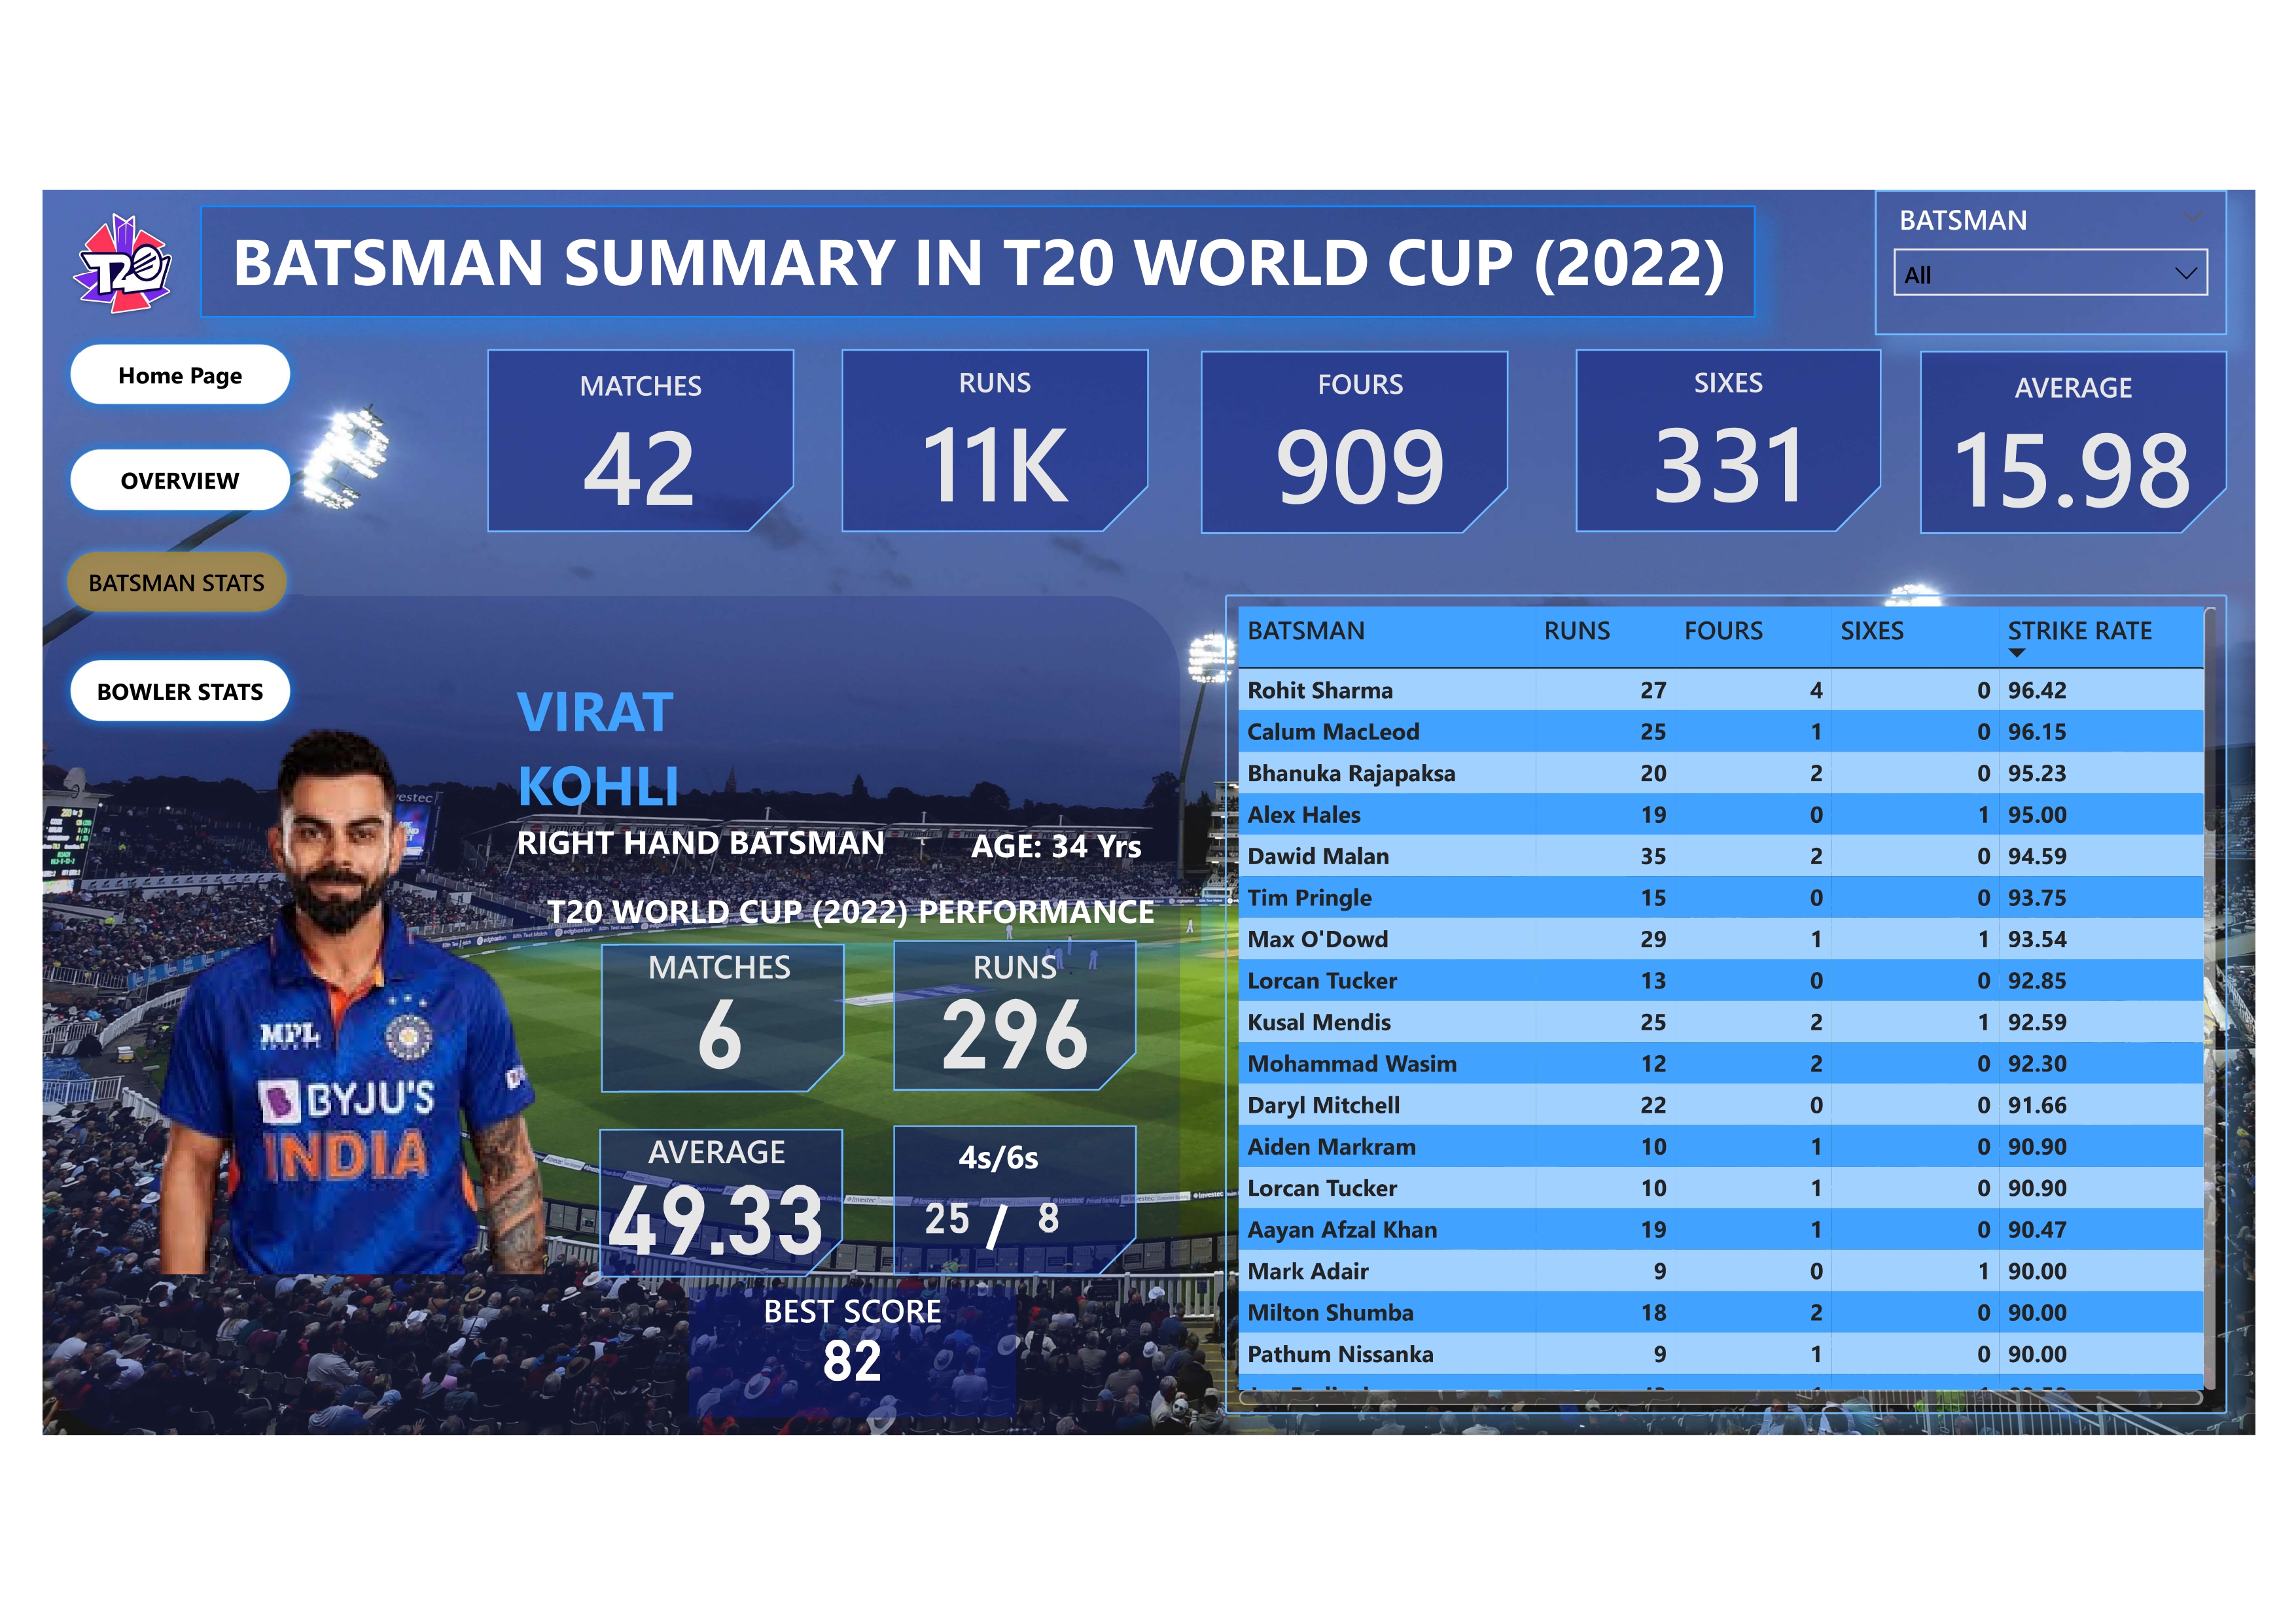 T20
BATSMAN SUMMARY IN T20 WORLD CUP (2022)
BATSMAN
All
Home Page
OVERVIEW
BATSMAN STATS
BOWLER STATS
MATCHES
42
RUNS
11K
FOURS
909
SIXES
331
AVERAGE
15.98
VIRAT
KOHLI
RIGHT HAND BATSMAN AGE: 34 Yrs
T20 WORLD CUP (2022) PERFORMANCE
MATCHES
6
RUNS
296
AVERAGE
49.33
4s/6s
25 / 8
BEST SCORE
82
MPL
BYJU'S
INDIA
BATSMAN RUNS FOURS SIXES STRIKE RATE
Rohit Sharma 27 4 0 96.42
Calum MacLeod 25 1 0 96.15
Bhanuka Rajapaksa 20 2 0 95.23
Alex Hales 19 0 1 95.00
Dawid Malan 35 2 0 94.59
Tim Pringle 15 0 0 93.75
Max O'Dowd 29 1 1 93.54
Lorcan Tucker 13 0 0 92.85
Kusal Mendis 25 2 1 92.59
Mohammad Wasim 12 2 0 92.30
Daryl Mitchell 22 0 0 91.66
Aiden Markram 10 1 0 90.90
Lorcan Tucker 10 1 0 90.90
Aayan Afzal Khan 19 1 0 90.47
Mark Adair 9 0 1 90.00
Milton Shumba 18 2 0 90.00
Pathum Nissanka 9 1 0 90.00